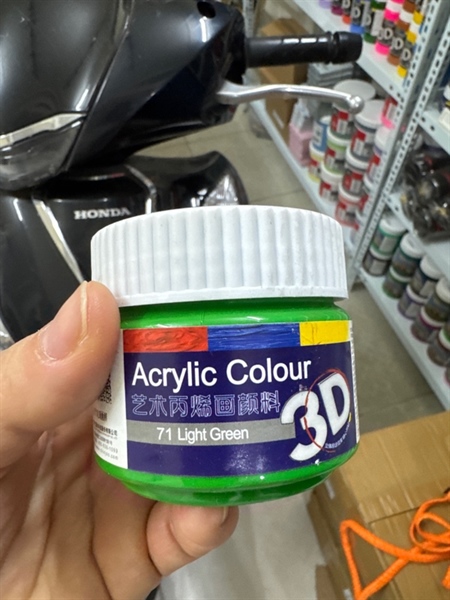 HONDA
Acrylic Colour
艺术丙烯画颜料
71 Light Green
3D